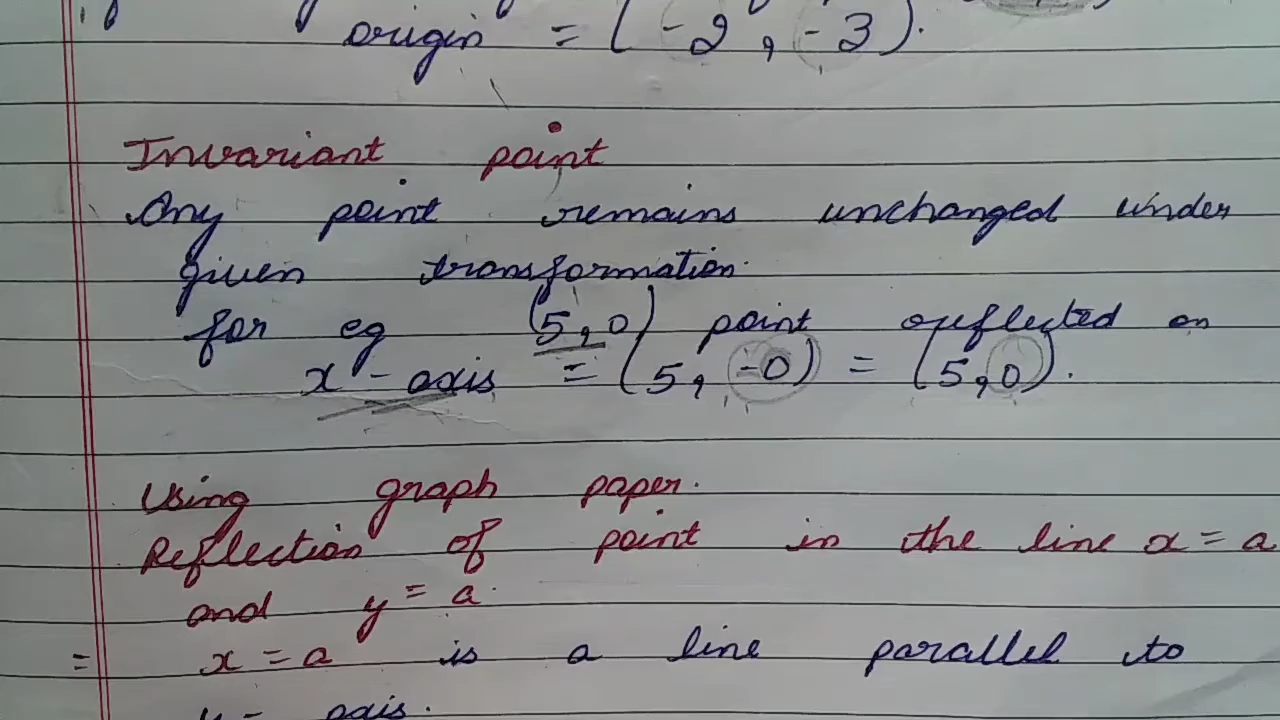 origin = (-2, -3).
Invariant point
Any point remains unchanged under
given transformation.
for eg (5,0) point reflected on
x-axis = (5, -0) = (5,0).
Using graph paper.
Reflection of point in the line x = a
and y = a.
= x = a is a line parallel to
y - axis.